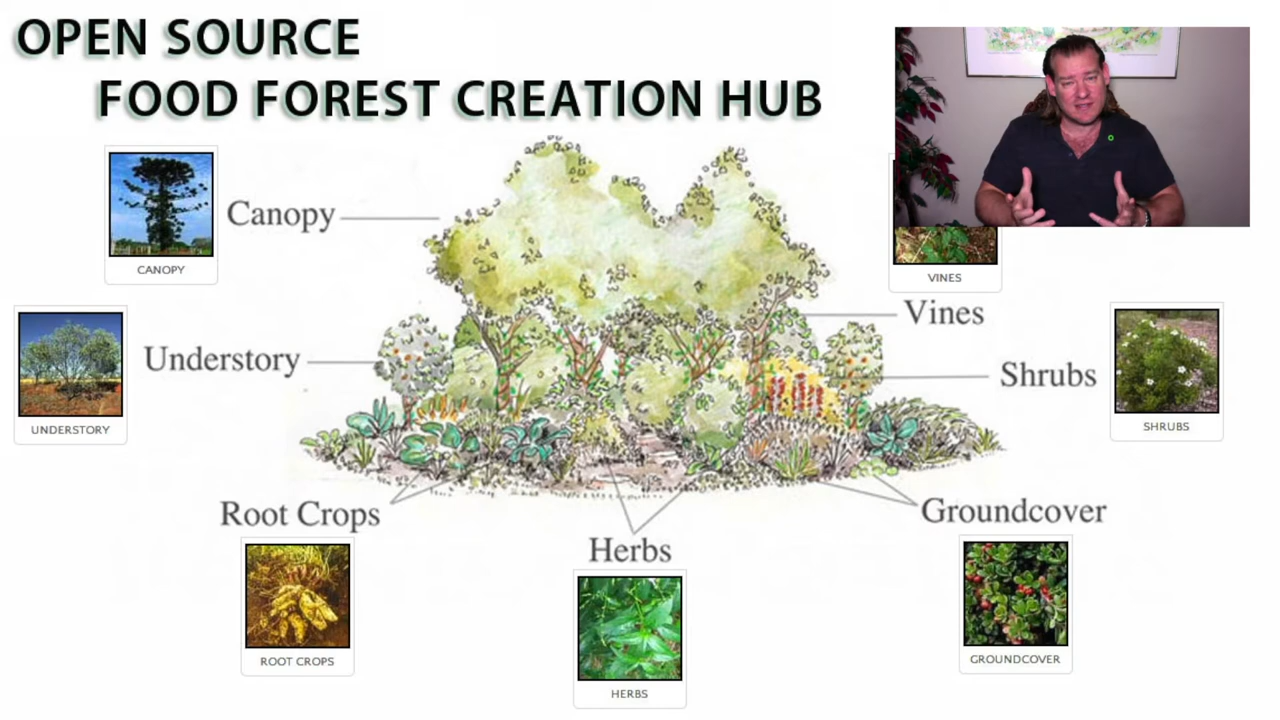 OPEN SOURCE
FOOD FOREST CREATION HUB
Canopy
CANOPY
VINES
Vines
Understory
UNDERSTORY
Shrubs
SHRUBS
Root Crops
ROOT CROPS
Herbs
HERBS
Groundcover
GROUNDCOVER